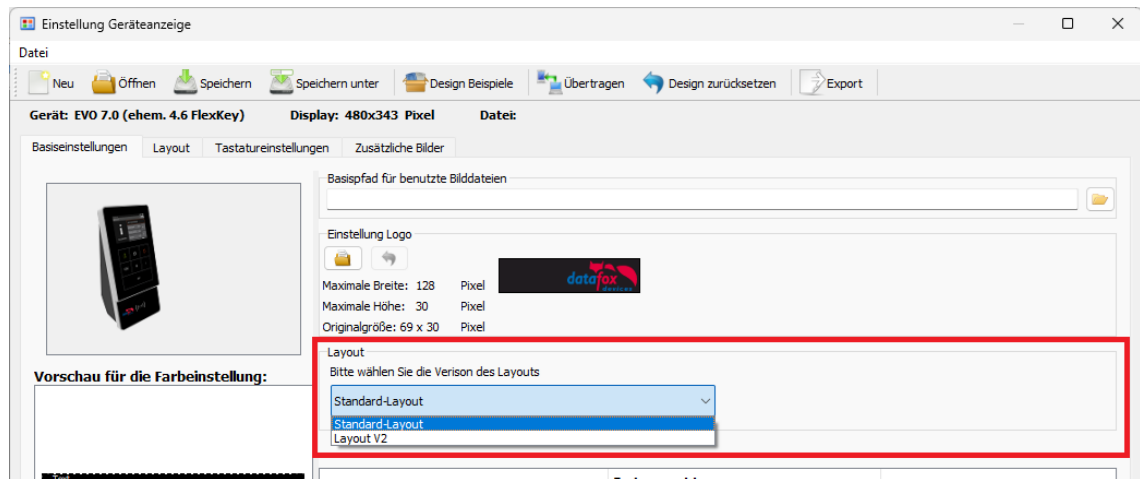 Einstellung Geräteanzeige
Datei
Neu Öffnen Speichern Speichern unter Design Beispiele Übertragen Design zurücksetzen Export
Gerät: EVO 7.0 (ehem. 4.6 FlexKey) Display: 480x343 Pixel Datei:
Basiseinstellungen Layout Tastatureinstellungen Zusätzliche Bilder
Basispfad für benutzte Bilddateien
Einstellung Logo
datafox
devices
Maximale Breite: 128 Pixel
Maximale Höhe: 30 Pixel
Originalgröße: 69 x 30 Pixel
Layout
Bitte wählen Sie die Verison des Layouts
Vorschau für die Farbeinstellung:
Standard-Layout
Standard-Layout
Layout V2